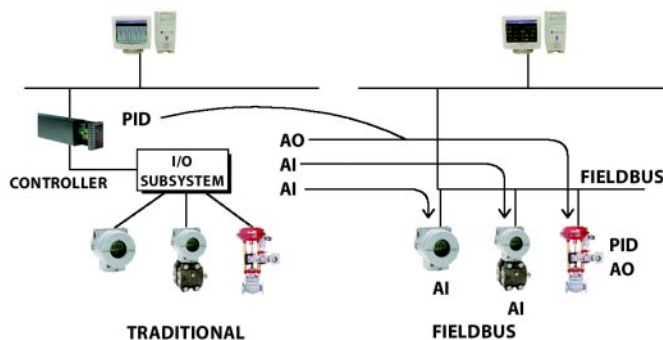 PID
CONTROLLER
I/O
SUBSYSTEM
TRADITIONAL
AO
AI
AI
FIELDBUS
PID
AO
AI
AI
FIELDBUS